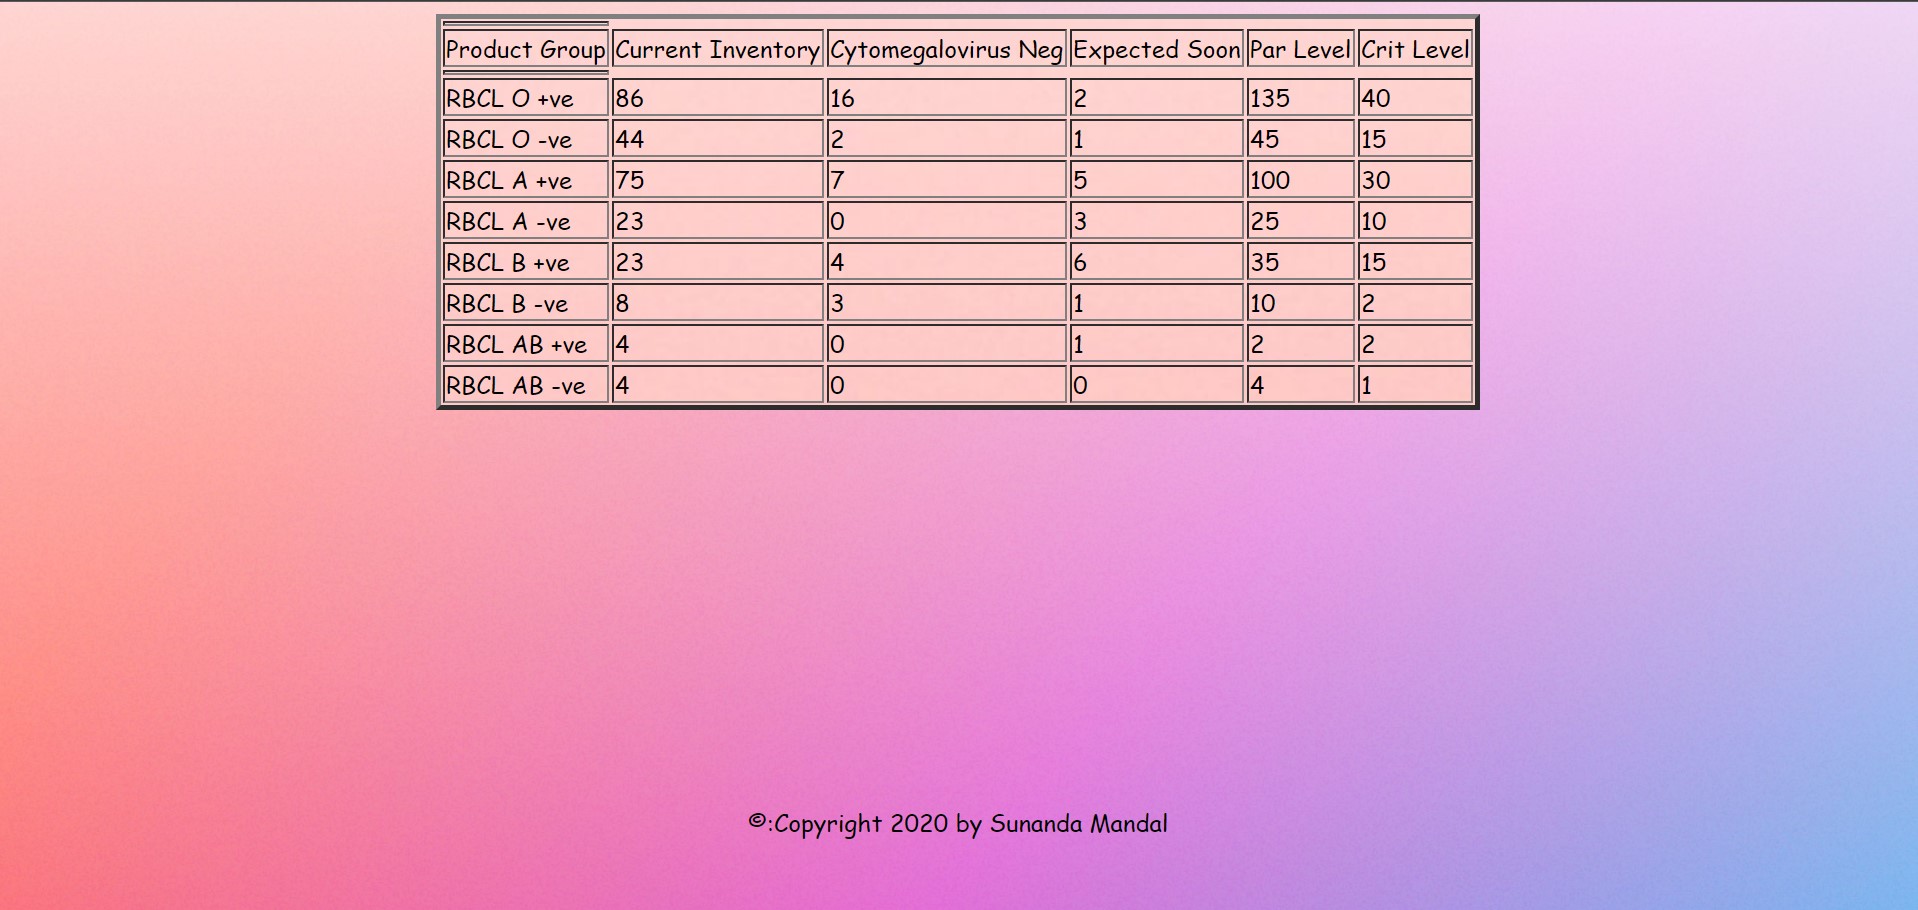 Product Group Current Inventory Cytomegalovirus Neg Expected Soon Par Level Crit Level
RBCL O +ve 86 16 2 135 40
RBCL O -ve 44 2 1 45 15
RBCL A +ve 75 7 5 100 30
RBCL A -ve 23 0 3 25 10
RBCL B +ve 23 4 6 35 15
RBCL B -ve 8 3 1 10 2
RBCL AB +ve 4 0 1 2 2
RBCL AB -ve 4 0 0 4 1
©:Copyright 2020 by Sunanda Mandal